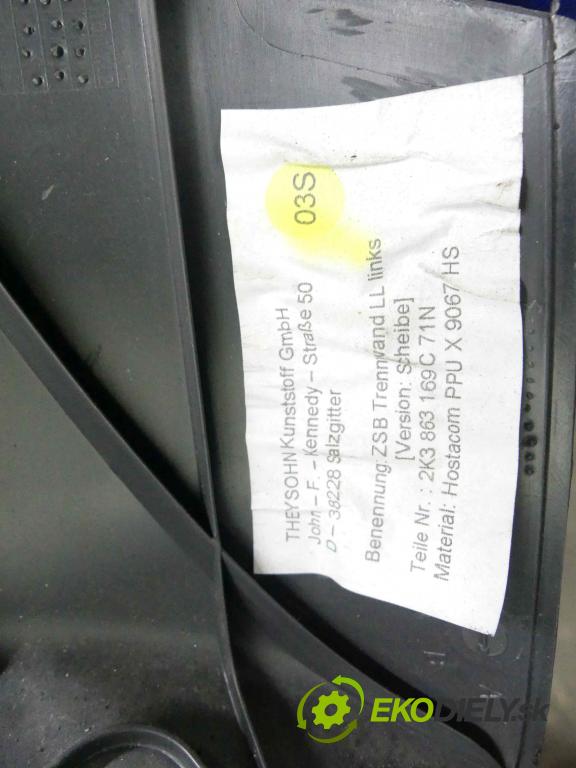 THEYSOHN Kunststoff GmbH
John – F. – Kennedy – Straße 50
D – 38228 Salzgitter
03S
Benennung: ZSB Trennwand LL links
[Version: Scheibe]
Teile Nr. : 2K3 863 169 C 71N
Material: Hostacom PPU X 9067 HS
EKODIELY.sk